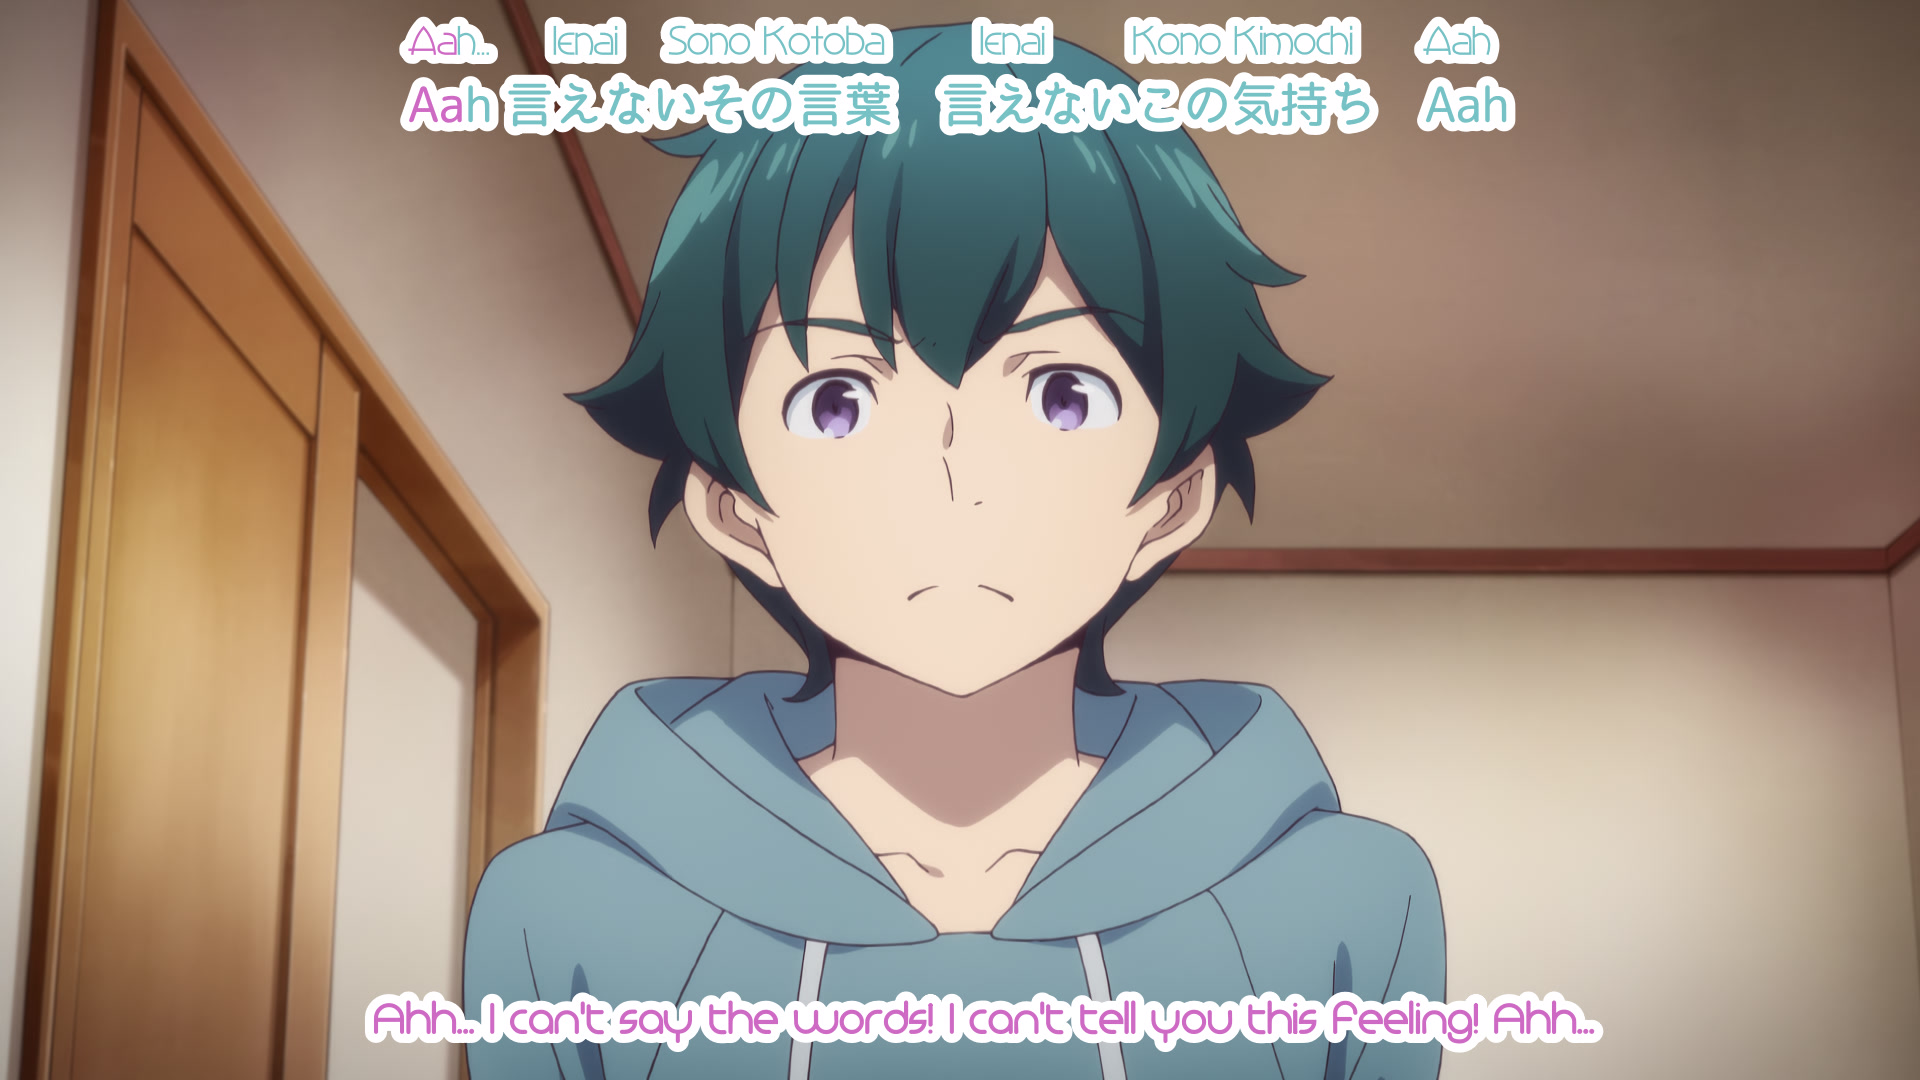 Aah... Ienai Sono Kotoba Ienai Kono Kimochi Aah
Aah 言えないその言葉 言えないこの気持ち Aah
Ahh... I can't say the words! I can't tell you this feeling! Ahh...